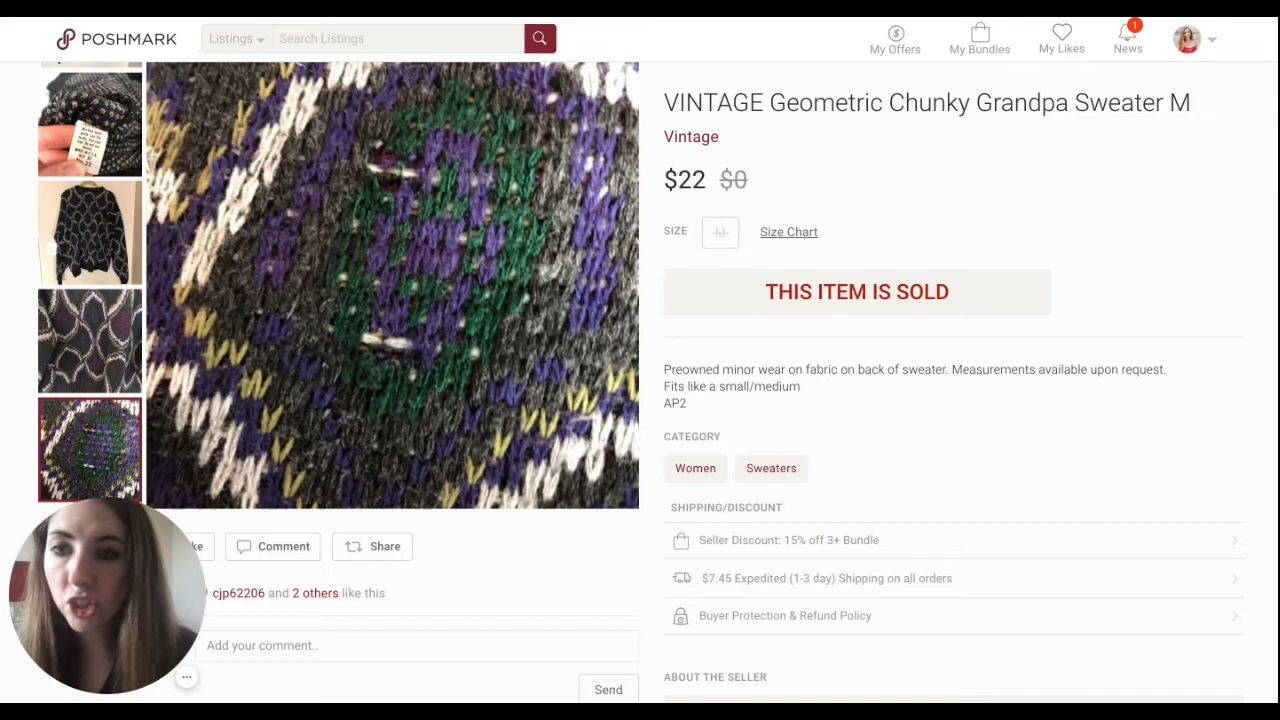 POSHMARK
Listings
Search Listings
My Offers
My Bundles
My Likes
1
News
VINTAGE Geometric Chunky Grandpa Sweater M
Vintage
$22 $0
SIZE
M
Size Chart
THIS ITEM IS SOLD
Preowned minor wear on fabric on back of sweater. Measurements available upon request.
Fits like a small/medium
AP2
CATEGORY
Women
Sweaters
SHIPPING/DISCOUNT
Seller Discount: 15% off 3+ Bundle
$7.45 Expedited (1-3 day) Shipping on all orders
Buyer Protection & Refund Policy
ABOUT THE SELLER
ke
Comment
Share
cjp62206 and 2 others like this
Add your comment..
Send